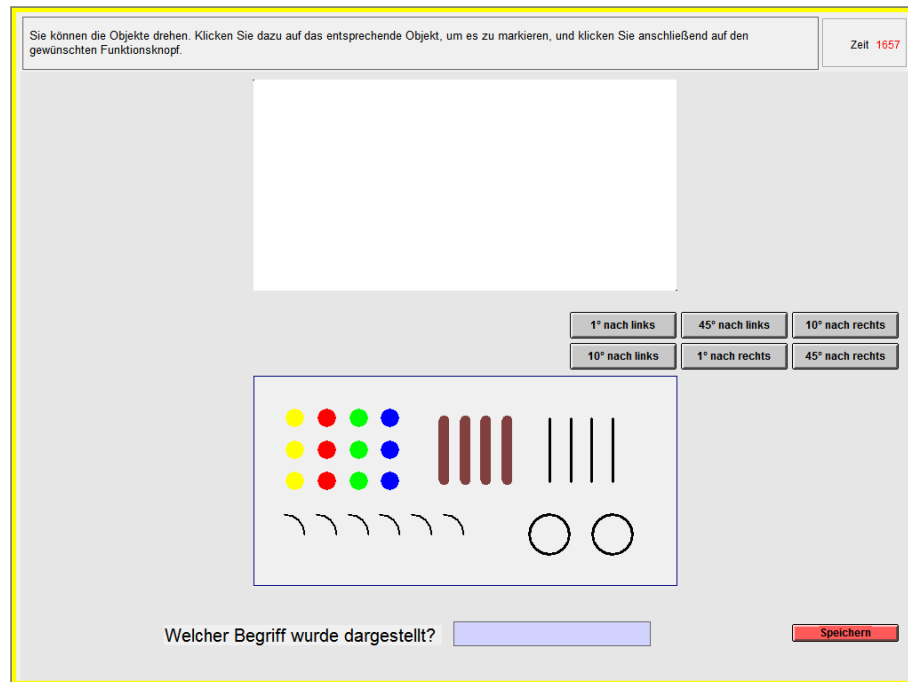 Sie können die Objekte drehen. Klicken Sie dazu auf das entsprechende Objekt, um es zu markieren, und klicken Sie anschließend auf den
gewünschten Funktionsknopf.
Zeit 1657
1° nach links
45° nach links
10° nach rechts
10° nach links
1° nach rechts
45° nach rechts
Welcher Begriff wurde dargestellt?
Speichern